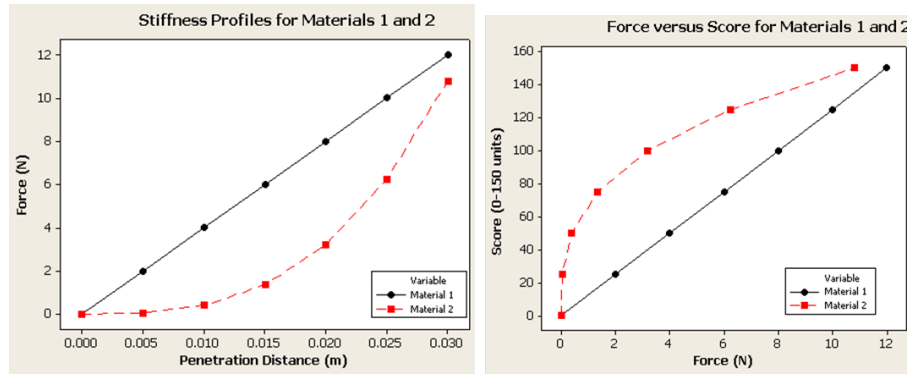 Stiffness Profiles for Materials 1 and 2
12
10
8
6
4
2
0
Force (N)
0.000 0.005 0.010 0.015 0.020 0.025 0.030
Penetration Distance (m)
Variable
Material 1
Material 2
Force versus Score for Materials 1 and 2
160
140
120
100
80
60
40
20
0
Score (0-150 units)
0 2 4 6 8 10 12
Force (N)
Variable
Material 1
Material 2